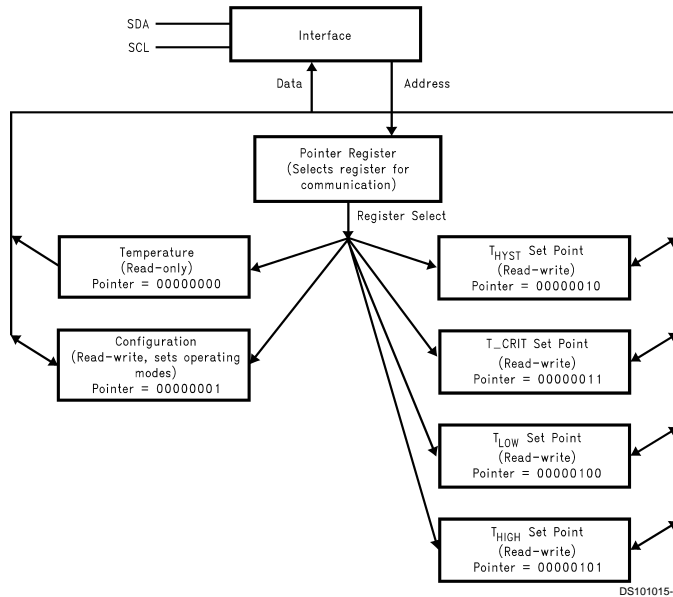 SDA
SCL
Interface
Data
Address
Pointer Register
(Selects register for
communication)
Register Select
Temperature
(Read-only)
Pointer = 00000000
Configuration
(Read-write, sets operating
modes)
Pointer = 00000001
THYST Set Point
(Read-write)
Pointer = 00000010
T_CRIT Set Point
(Read-write)
Pointer = 00000011
TLOW Set Point
(Read-write)
Pointer = 00000100
THIGH Set Point
(Read-write)
Pointer = 00000101
DS101015-